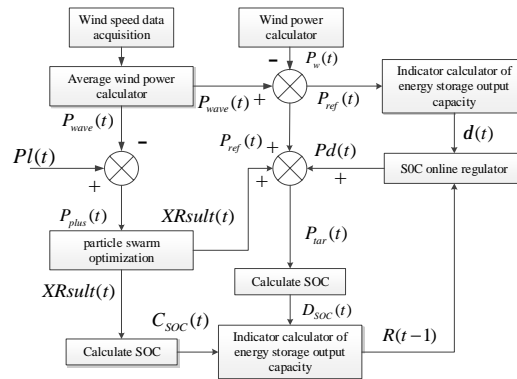 Wind speed data
acquisition
Wind power
calculator
Average wind power
calculator
Indicator calculator of
energy storage output
capacity
-
P_w(t)
P_wave(t)
+
P_ref(t)
P_wave(t)
-
d(t)
Pl(t)
+
P_ref(t)
+
Pd(t)
+
S0C online regulator
+
P_plus(t)
XRsult(t)
particle swarm
optimization
P_tar(t)
XRsult(t)
Calculate SOC
D_SOC(t)
C_SOC(t)
Calculate SOC
Indicator calculator of
energy storage output
capacity
R(t-1)